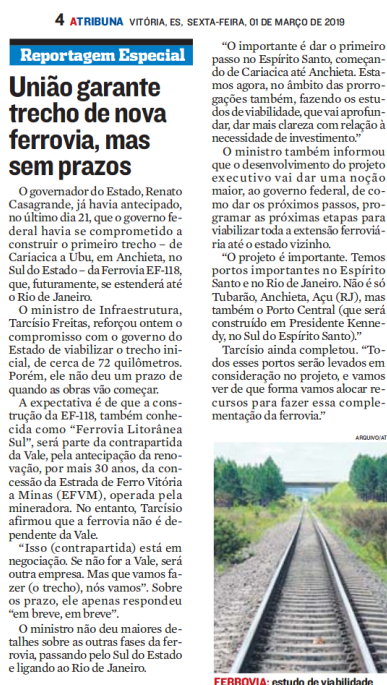 4 ATRIBUNA VITÓRIA, ES, SEXTA-FEIRA, 01 DE MARÇO DE 2019
Reportagem Especial
União garante
trecho de nova
ferrovia, mas
sem prazos
O governador do Estado, Renato
Casagrande, já havia antecipado,
no último dia 21, que o governo fe-
deral havia se comprometido a
construir o primeiro trecho – de
Cariacica a Ubu, em Anchieta, no
Sul do Estado – da Ferrovia EF-118,
que, futuramente, se estenderá até
o Rio de Janeiro.
O ministro de Infraestrutura,
Tarcísio Freitas, reforçou ontem o
compromisso com o governo do
Estado de viabilizar o trecho ini-
cial, de cerca de 72 quilômetros.
Porém, ele não deu um prazo de
quando as obras vão começar.
A expectativa é de que a cons-
trução da EF-118, também conhe-
cida como “Ferrovia Litorânea
Sul”, será parte da contrapartida
da Vale, pela antecipação da reno-
vação, por mais 30 anos, da con-
cessão da Estrada de Ferro Vitória
a Minas (EFVM), operada pela
mineradora. No entanto, Tarcísio
afirmou que a ferrovia não é de-
pendente da Vale.
“Isso (contrapartida) está em
negociação. Se não for a Vale, será
outra empresa. Mas que vamos fa-
zer (o trecho), nós vamos”. Sobre
os prazo, ele apenas respondeu
“em breve, em breve”.
O ministro não deu maiores de-
talhes sobre as outras fases da fer-
rovia, passando pelo Sul do Estado
e ligando ao Rio de Janeiro.
“O importante é dar o primeiro
passo no Espírito Santo, começan-
do de Cariacica até Anchieta. Esta-
mos agora, no âmbito das prorro-
gações também, fazendo os estu-
dos de viabilidade, que vai aprofun-
dar, dar mais clareza com relação à
necessidade de investimento.”
O ministro também informou
que o desenvolvimento do projeto
executivo vai dar uma noção
maior, ao governo federal, de co-
mo dar os próximos passos, pro-
gramar as próximas etapas para
viabilizar toda a extensão ferroviá-
ria até o estado vizinho.
“O projeto é importante. Temos
portos importantes no Espírito
Santo e no Rio de Janeiro. Não é só
Tubarão, Anchieta, Açu (RJ), mas
também o Porto Central (que será
construído em Presidente Kenne-
dy, no Sul do Espírito Santo).”
Tarcísio ainda completou. “To-
dos esses portos serão levados em
consideração no projeto, e vamos
ver de que forma vamos alocar re-
cursos para fazer essa comple-
mentação da ferrovia.”
ARQUIVO/AT
FERROVIA: estudo de viabilidade